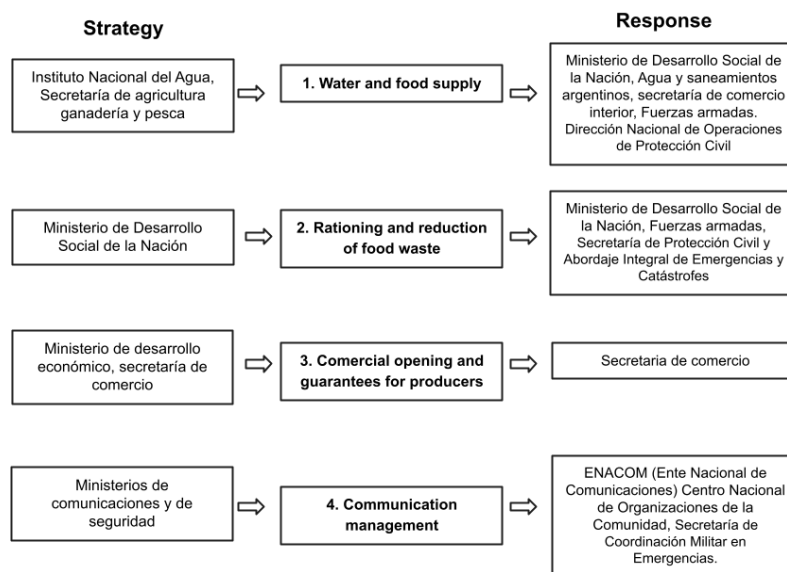 Strategy
Response
Instituto Nacional del Agua,
Secretaría de agricultura
ganadería y pesca
1. Water and food supply
Ministerio de Desarrollo Social de
la Nación, Agua y saneamientos
argentinos, secretaría de comercio
interior, Fuerzas armadas.
Dirección Nacional de Operaciones
de Protección Civil
Ministerio de Desarrollo
Social de la Nación
2. Rationing and reduction
of food waste
Ministerio de Desarrollo Social de
la Nación, Fuerzas armadas,
Secretaría de Protección Civil y
Abordaje Integral de Emergencias y
Catástrofes
Ministerio de desarrollo
económico, secretaría de
comercio
3. Comercial opening and
guarantees for producers
Secretaria de comercio
Ministerios de
comunicaciones y de
seguridad
4. Communication
management
ENACOM (Ente Nacional de
Comunicaciones) Centro Nacional
de Organizaciones de la
Comunidad, Secretaría de
Coordinación Militar en
Emergencias.